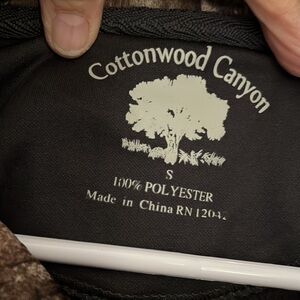 Cottonwood Canyon
S
100% POLYESTER
Made in China RN